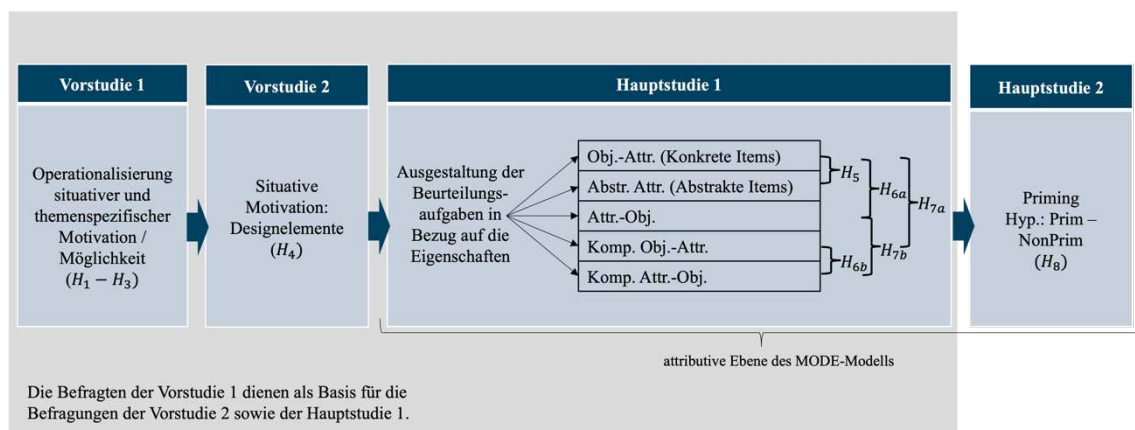 Vorstudie 1
Operationalisierung
situativer und
themenspezifischer
Motivation /
Möglichkeit
(H₁ − H₃)
Vorstudie 2
Situative
Motivation:
Designelemente
(H₄)
Hauptstudie 1
Ausgestaltung der
Beurteilungs-
aufgaben in
Bezug auf die
Eigenschaften
Obj.-Attr. (Konkrete Items)
Abstr. Attr. (Abstrakte Items)
Attr.-Obj.
Komp. Obj.-Attr.
Komp. Attr.-Obj.
H₅
H₆ₐ
H₇ₐ
H₆b
H₇b
Hauptstudie 2
Priming
Hyp.: Prim –
NonPrim
(H₈)
attributive Ebene des MODE-Modells
Die Befragten der Vorstudie 1 dienen als Basis für die
Befragungen der Vorstudie 2 sowie der Hauptstudie 1.